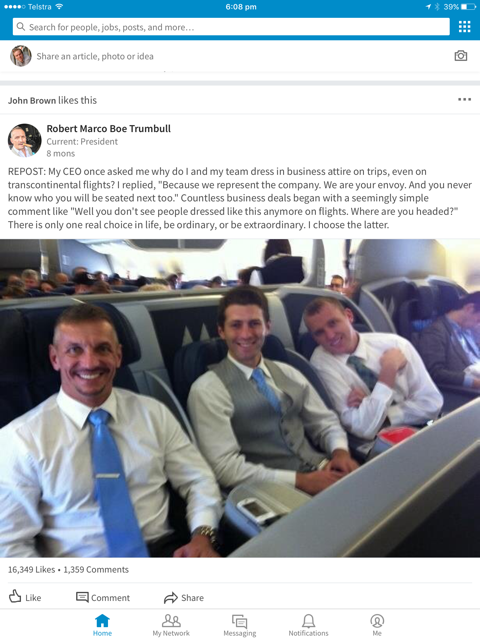 Telstra 6:08 pm 39%
Search for people, jobs, posts, and more...
Share an article, photo or idea
John Brown likes this
Robert Marco Boe Trumbull
Current: President
8 mons
REPOST: My CEO once asked me why do I and my team dress in business attire on trips, even on
transcontinental flights? I replied, "Because we represent the company. We are your envoy. And you never
know who you will be seated next too." Countless business deals began with a seemingly simple
comment like "Well you don't see people dressed like this anymore on flights. Where are you headed?"
There is only one real choice in life, be ordinary, or be extraordinary. I choose the latter.
16,349 Likes • 1,359 Comments
Like Comment Share
Home My Network Messaging Notifications Me